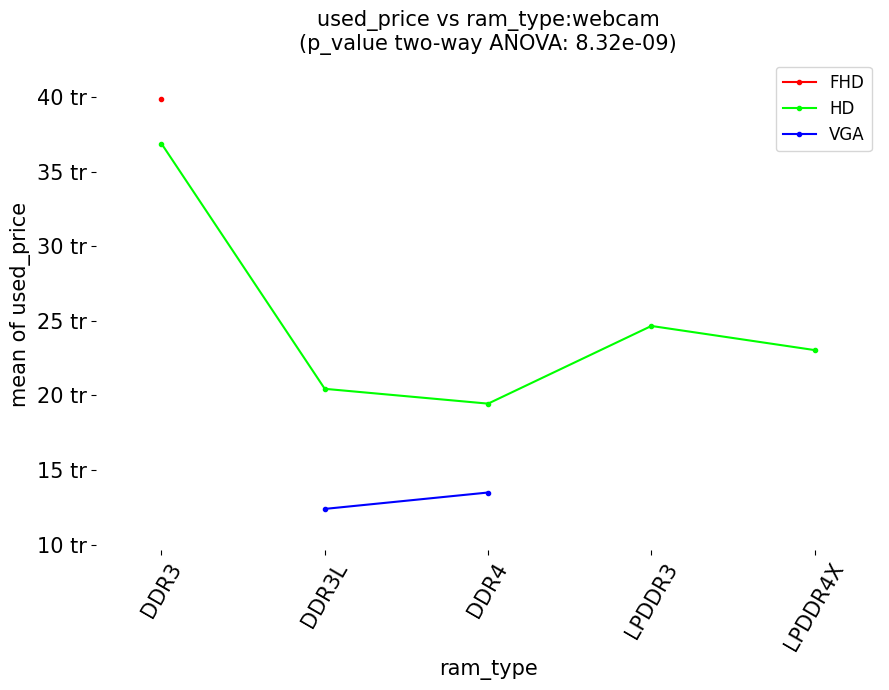 used_price vs ram_type:webcam
(p_value two-way ANOVA: 8.32e-09)
FHD
HD
VGA
40 tr
35 tr
30 tr
25 tr
20 tr
15 tr
10 tr
mean of used_price
DDR3
DDR3L
DDR4
LPDDR3
LPDDR4X
ram_type